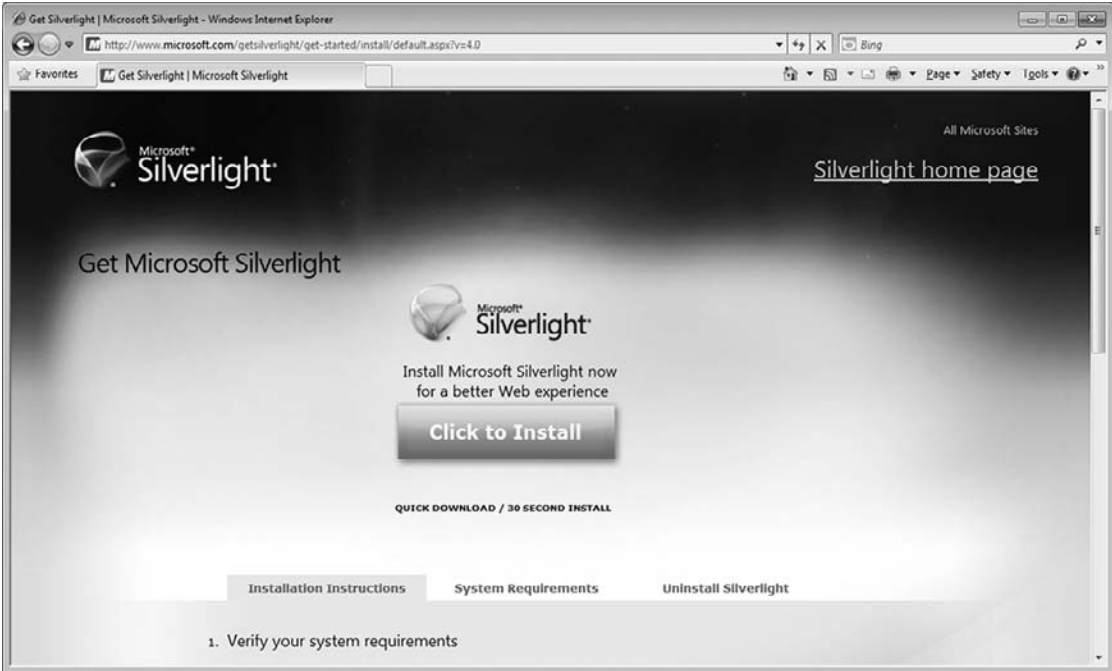 Get Silverlight | Microsoft Silverlight - Windows Internet Explorer
http://www.microsoft.com/getsilverlight/get-started/install/default.aspx?v=4.0
Bing
Favorites
Get Silverlight | Microsoft Silverlight
Page
Safety
Tools
All Microsoft Sites
Microsoft®
Silverlight
Silverlight home page
Get Microsoft Silverlight
Microsoft®
Silverlight
Install Microsoft Silverlight now
for a better Web experience
Click to Install
QUICK DOWNLOAD / 30 SECOND INSTALL
Installation Instructions
System Requirements
Uninstall Silverlight
1. Verify your system requirements